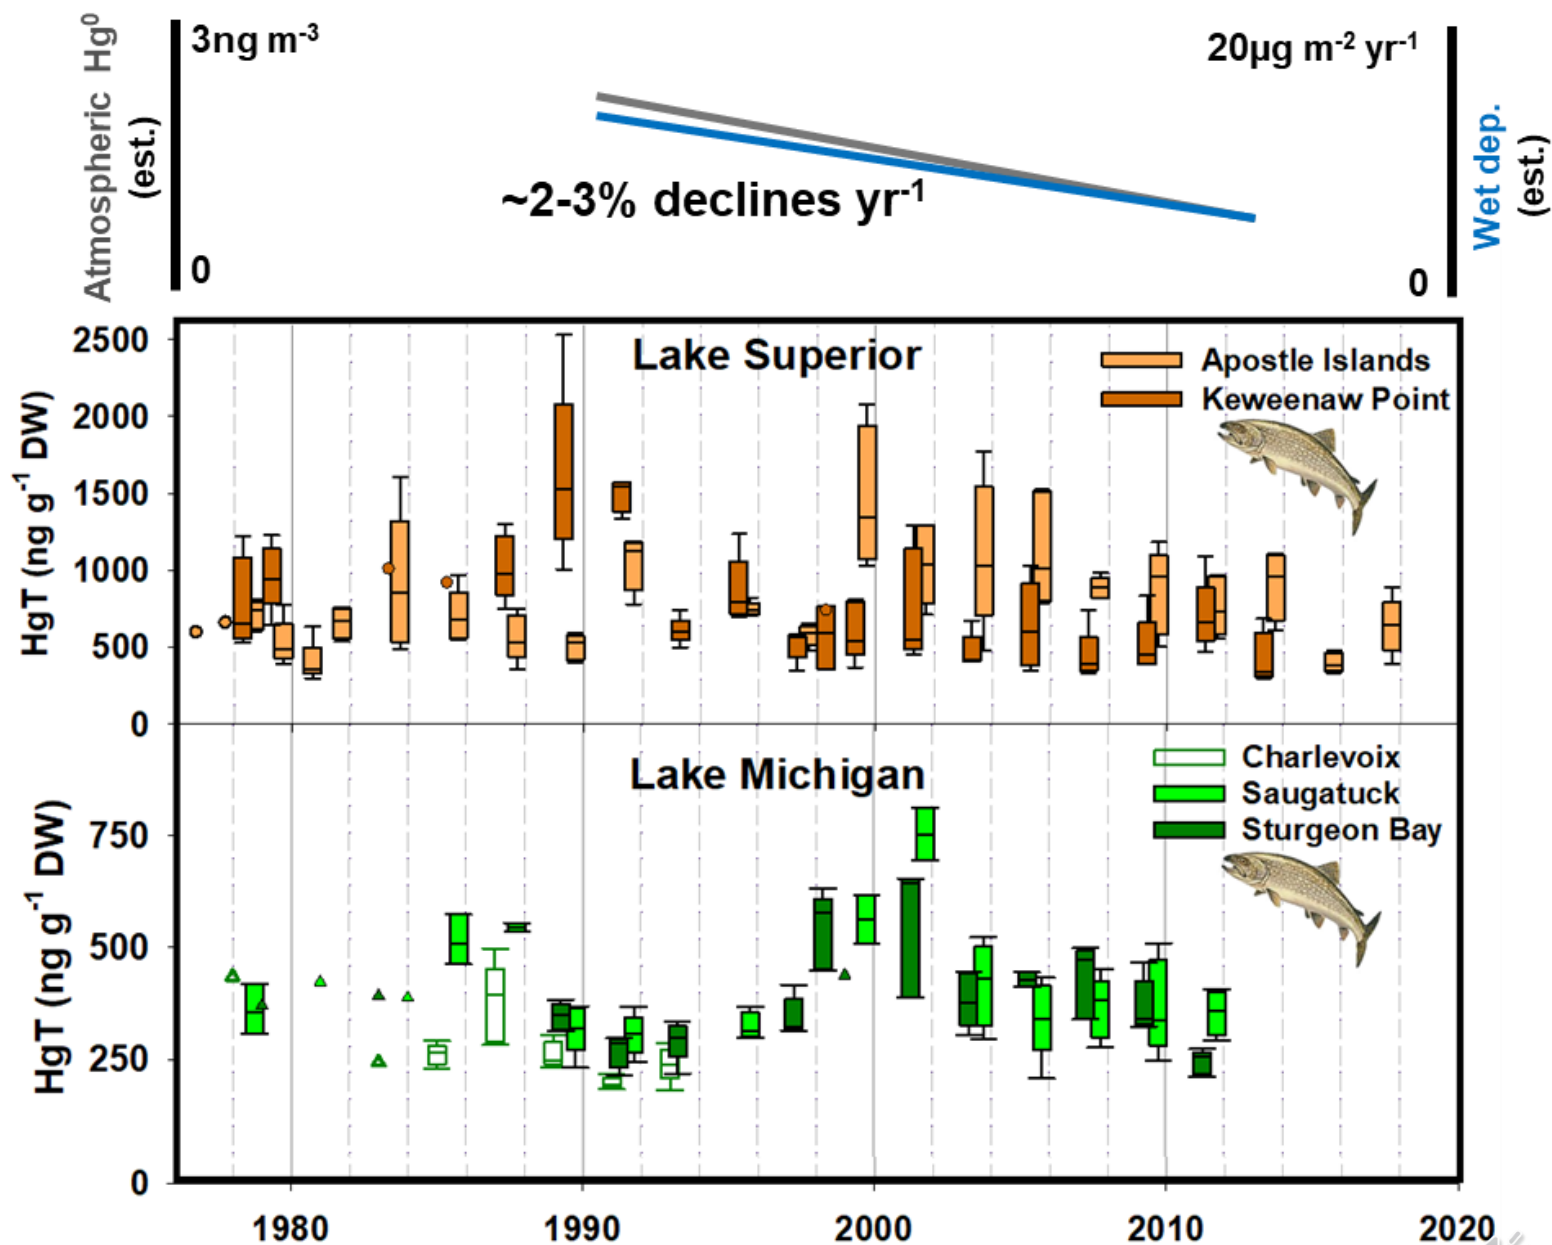 Atmospheric Hg⁰
(est.)
3ng m⁻³
0
~2-3% declines yr⁻¹
20µg m⁻² yr⁻¹
0
Wet dep.
(est.)
HgT (ng g⁻¹ DW)
2500
2000
1500
1000
500
0
Lake Superior
Apostle Islands
Keweenaw Point
HgT (ng g⁻¹ DW)
750
500
250
0
Lake Michigan
Charlevoix
Saugatuck
Sturgeon Bay
1980 1990 2000 2010 2020